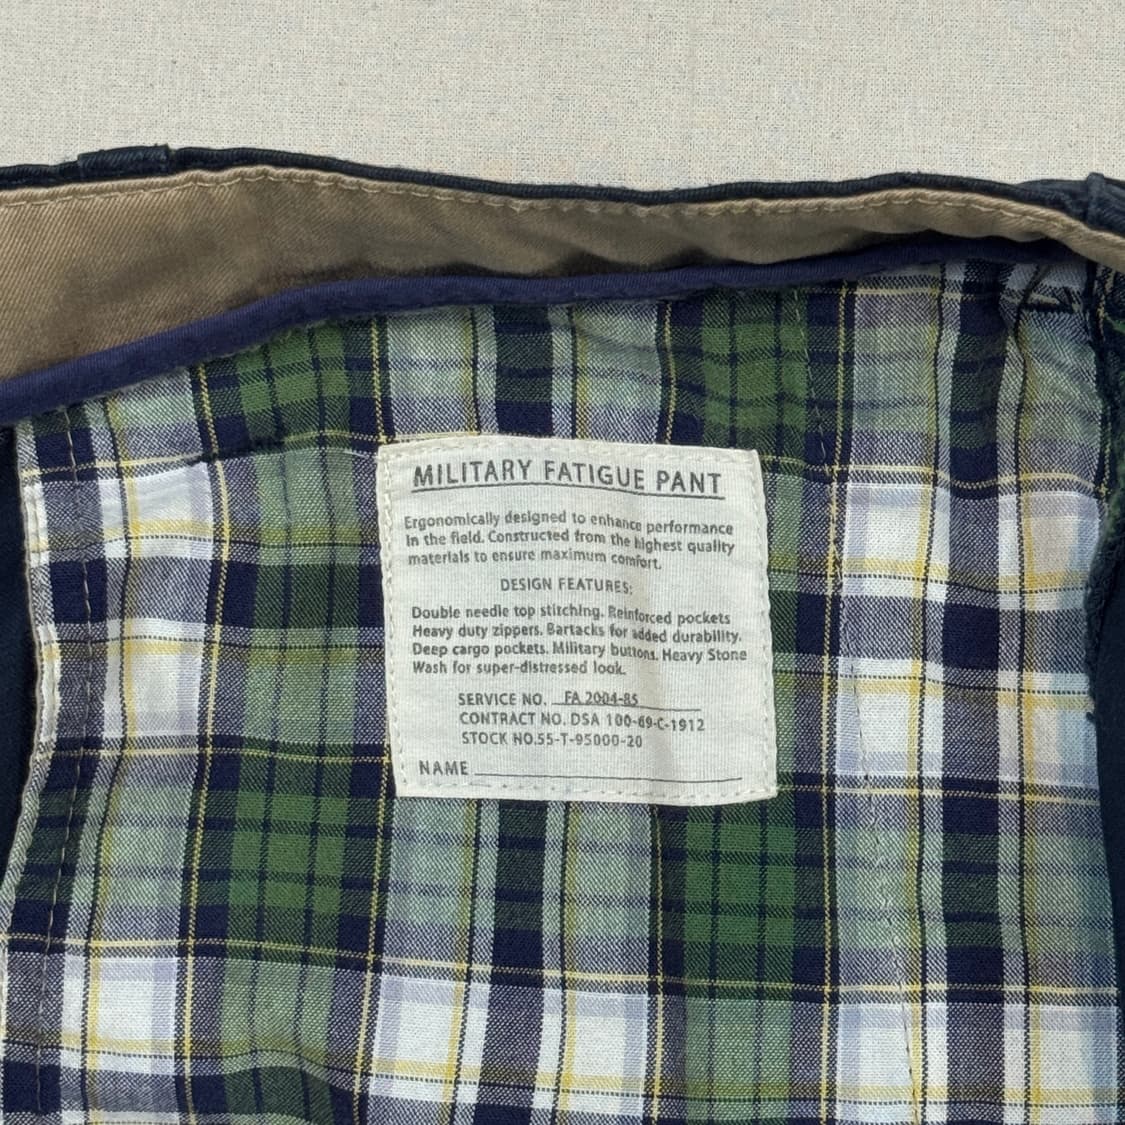 MILITARY FATIGUE PANT
Ergonomically designed to enhance performance
In the field. Constructed from the highest quality
materials to ensure maximum comfort.
DESIGN FEATURES:
Double needle top stitching. Reinforced pockets
Heavy duty zippers. Bartacks for added durability.
Deep cargo pockets. Military buttons. Heavy Stone
Wash for super-distressed look.
SERVICE NO. FA 2004-85
CONTRACT NO. DSA 100-69-C-1912
STOCK NO.55-T-95000-20
NAME